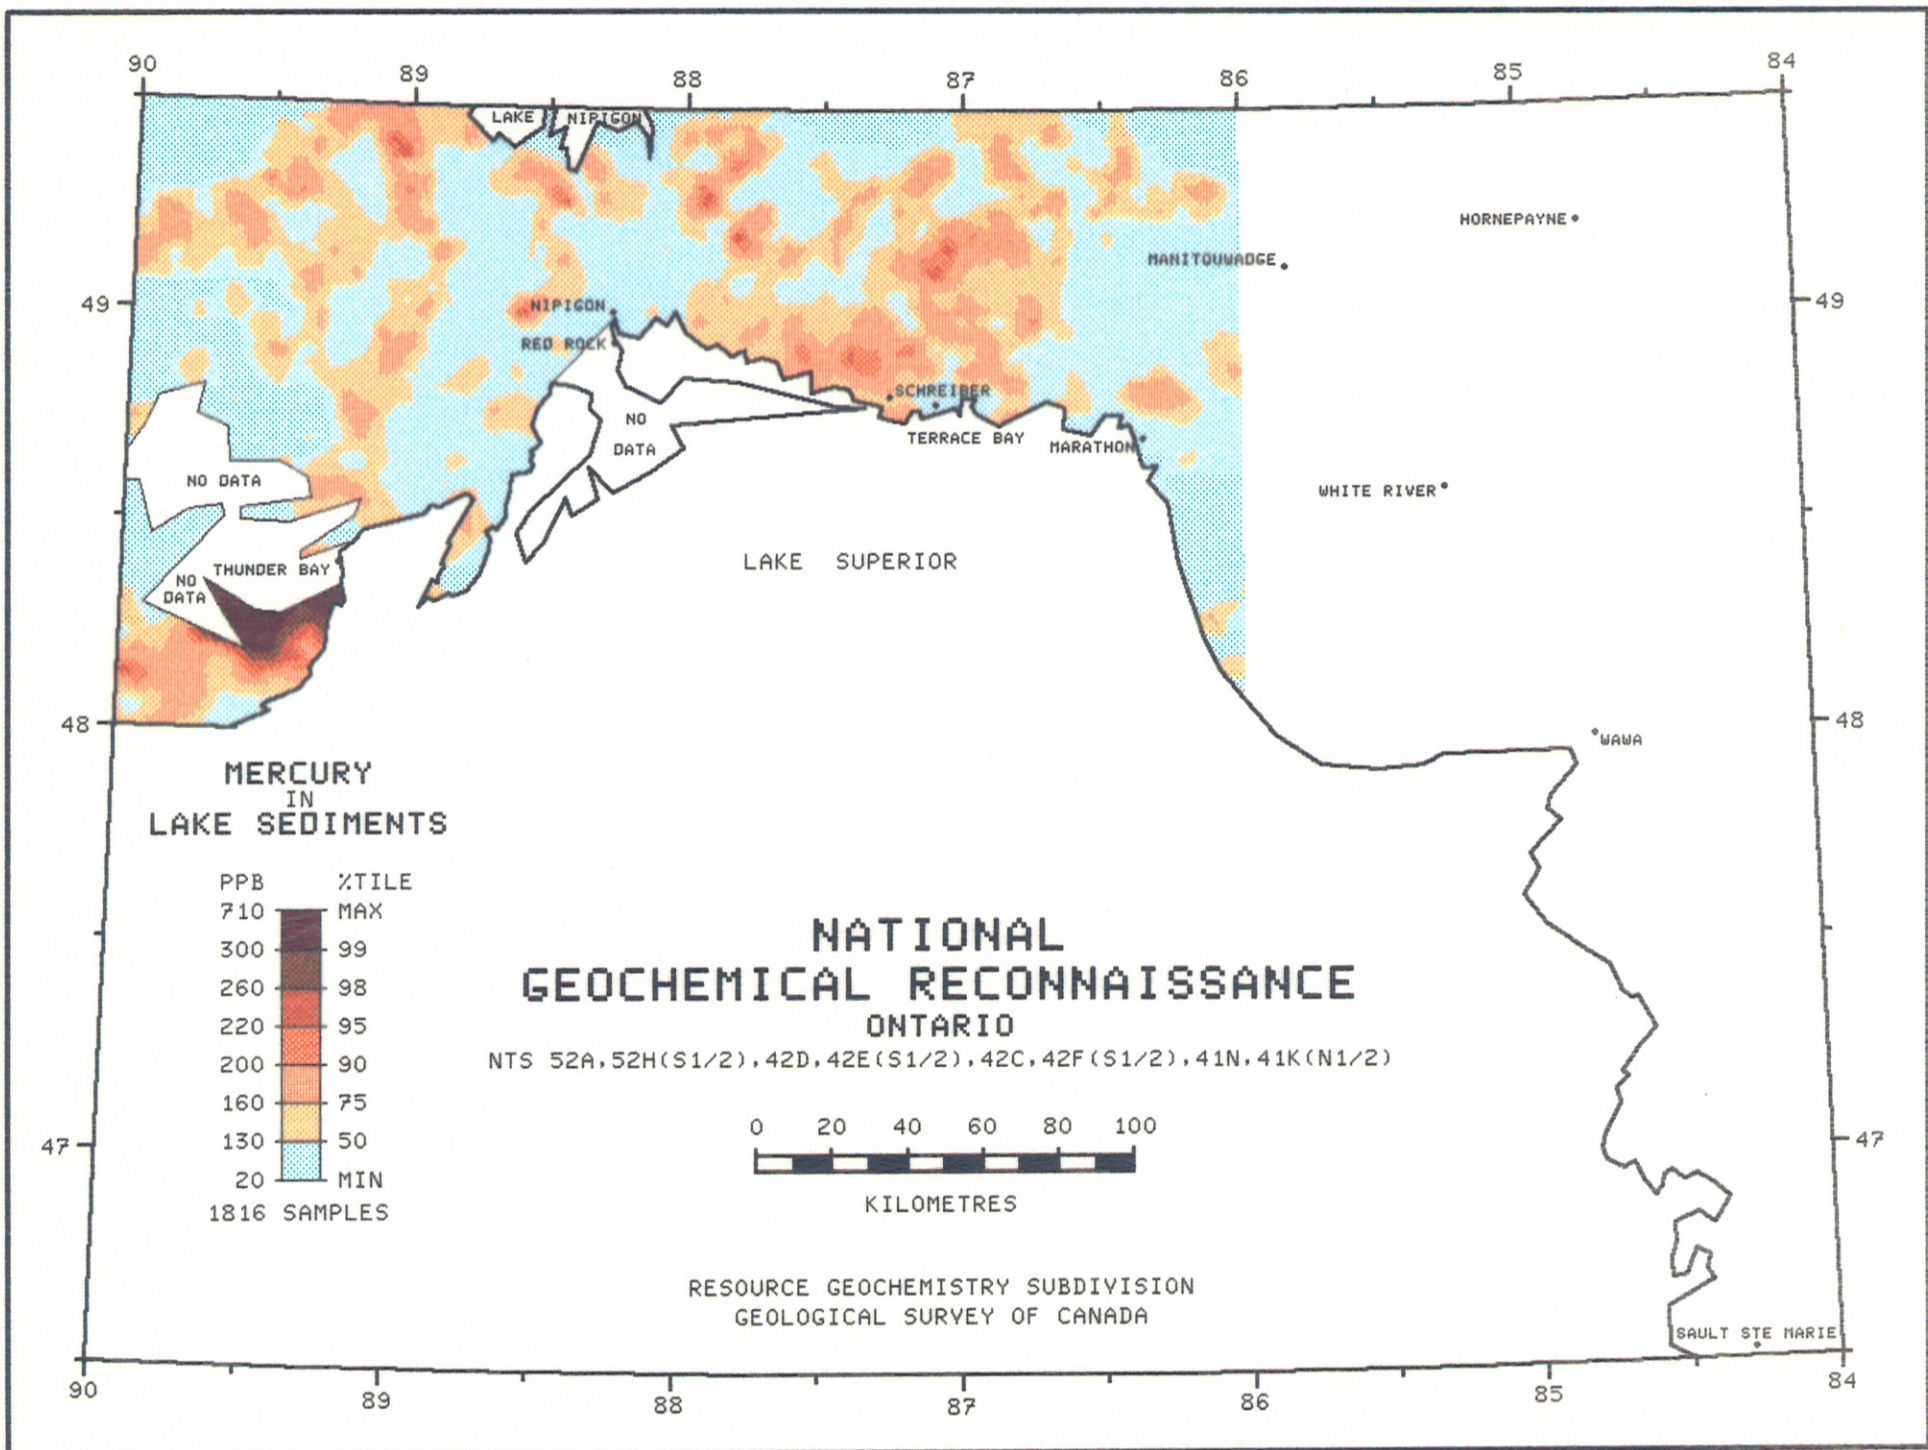 90 89 88 87 86 85 84
LAKE NIPIGON
HORNEPAYNE
MANITOUWADGE
49 NIPIGON 49
RED ROCK
SCHREIBER
NO
DATA
TERRACE BAY
MARATHON
NO DATA
WHITE RIVER
LAKE SUPERIOR
THUNDER BAY
NO
DATA
48 48
WAWA
MERCURY
IN
LAKE SEDIMENTS
PPB %TILE
710 MAX
300 99
260 98
220 95
200 90
160 75
130 50
20 MIN
1816 SAMPLES
NATIONAL
GEOCHEMICAL RECONNAISSANCE
ONTARIO
NTS 52A,52H(S1/2),42D,42E(S1/2),42C,42F(S1/2),41N,41K(N1/2)
0 20 40 60 80 100
KILOMETRES
47 47
RESOURCE GEOCHEMISTRY SUBDIVISION
GEOLOGICAL SURVEY OF CANADA
SAULT STE MARIE
90 89 88 87 86 85 84